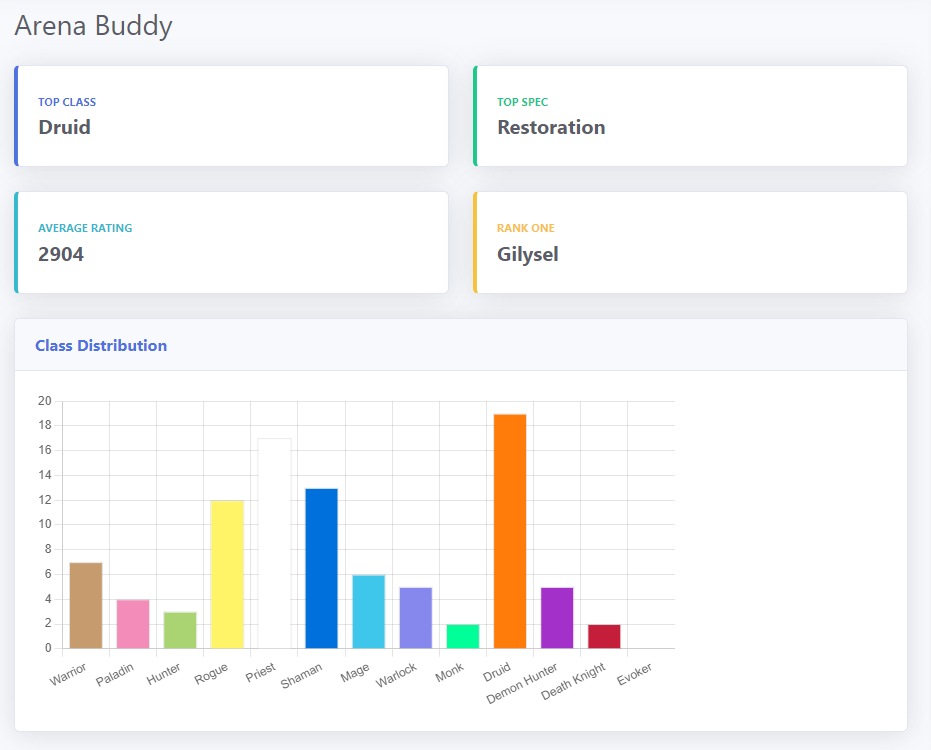 Arena Buddy
TOP CLASS
Druid
TOP SPEC
Restoration
AVERAGE RATING
2904
RANK ONE
Gilysel
Class Distribution
20
18
16
14
12
10
8
6
4
2
0
Warrior
Paladin
Hunter
Rogue
Priest
Shaman
Mage
Warlock
Monk
Druid
Demon Hunter
Death Knight
Evoker